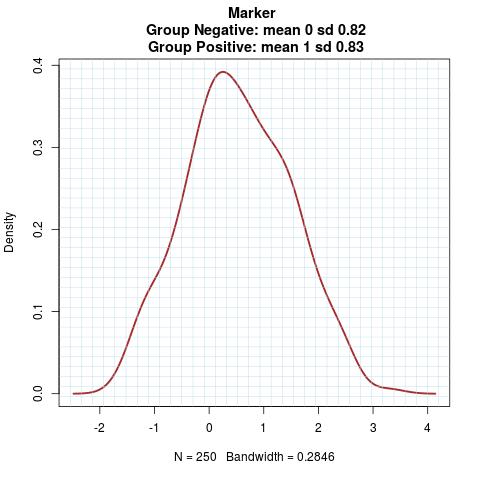 Marker
Group Negative: mean 0 sd 0.82
Group Positive: mean 1 sd 0.83
0.4
0.3
0.2
0.1
0.0
Density
-2 -1 0 1 2 3 4
N = 250 Bandwidth = 0.2846